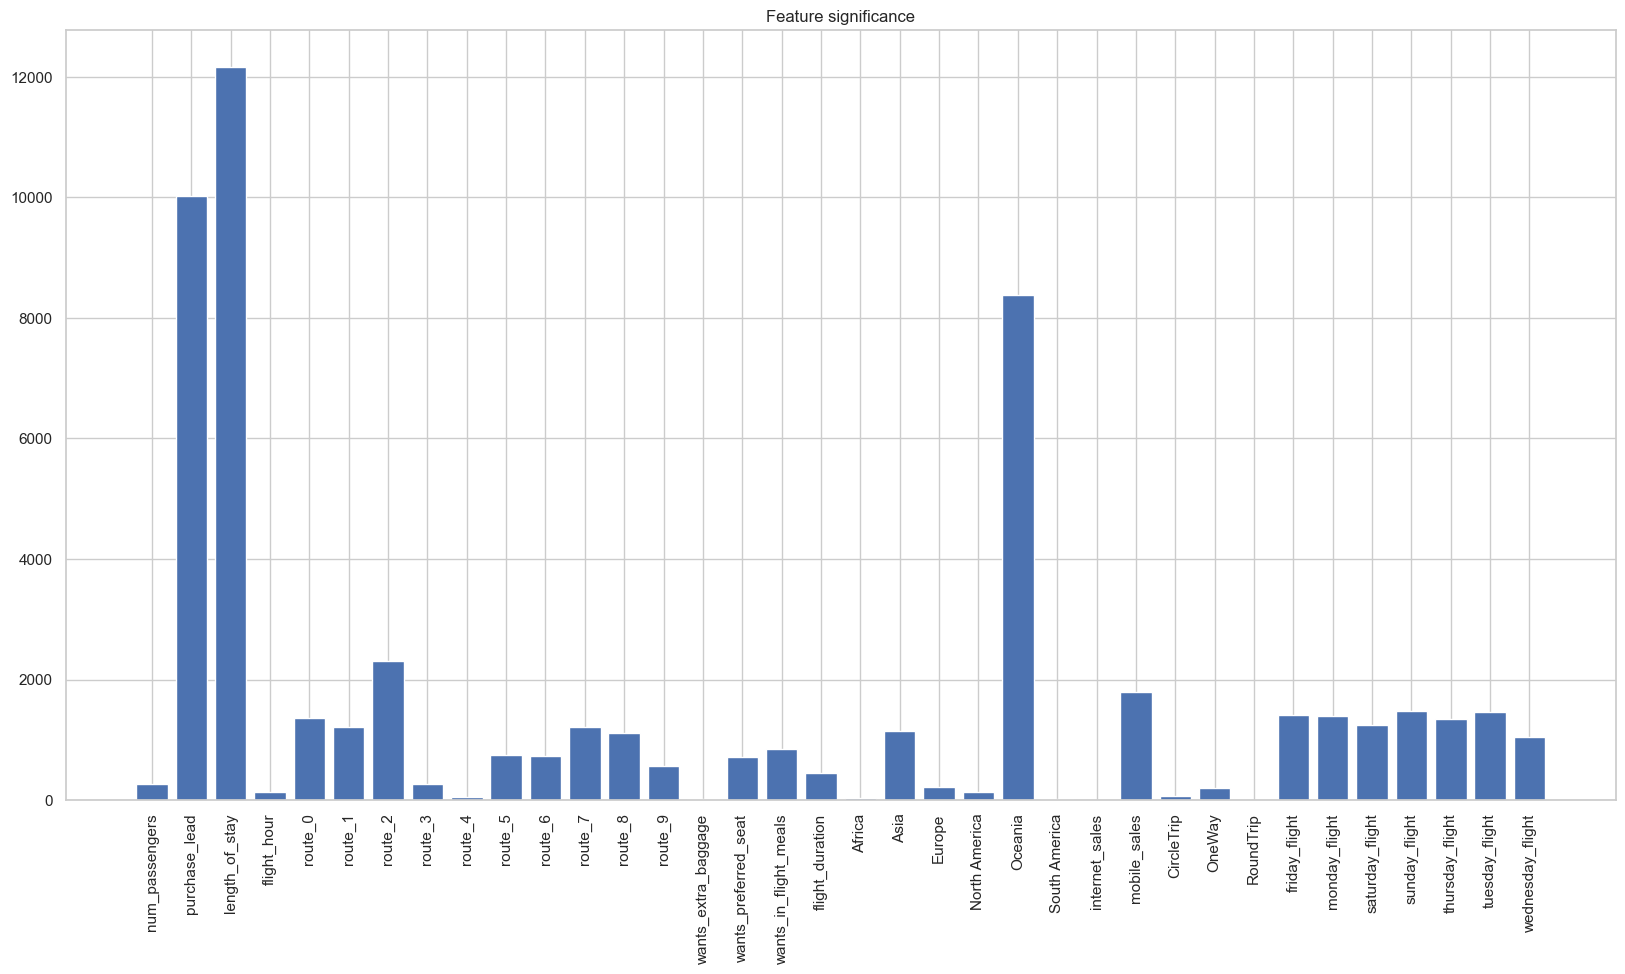 Feature significance
12000
10000
8000
6000
4000
2000
0
num_passengers
purchase_lead
length_of_stay
flight_hour
route_0
route_1
route_2
route_3
route_4
route_5
route_6
route_7
route_8
route_9
wants_extra_baggage
wants_preferred_seat
wants_in_flight_meals
flight_duration
Africa
Asia
Europe
North America
Oceania
South America
internet_sales
mobile_sales
CircleTrip
OneWay
RoundTrip
friday_flight
monday_flight
saturday_flight
sunday_flight
thursday_flight
tuesday_flight
wednesday_flight